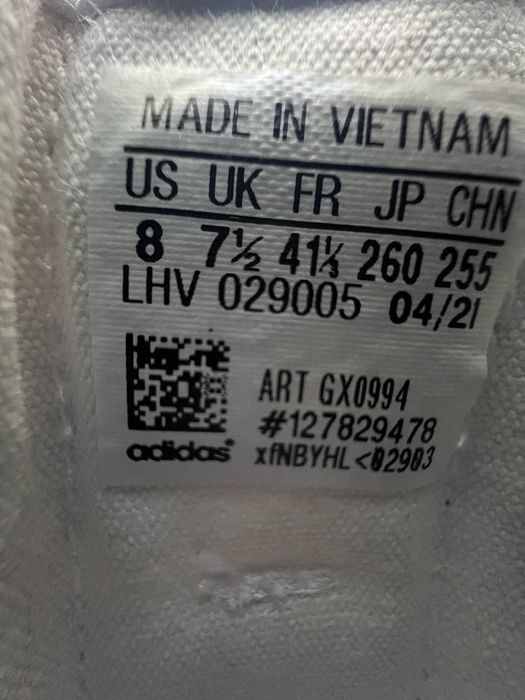 MADE IN VIETNAM
US UK FR JP CHN
8 7½ 41⅓ 260 255
LHV 029005 04/21
ART GX0994
#127829478
adidas xfNBYHL<02903